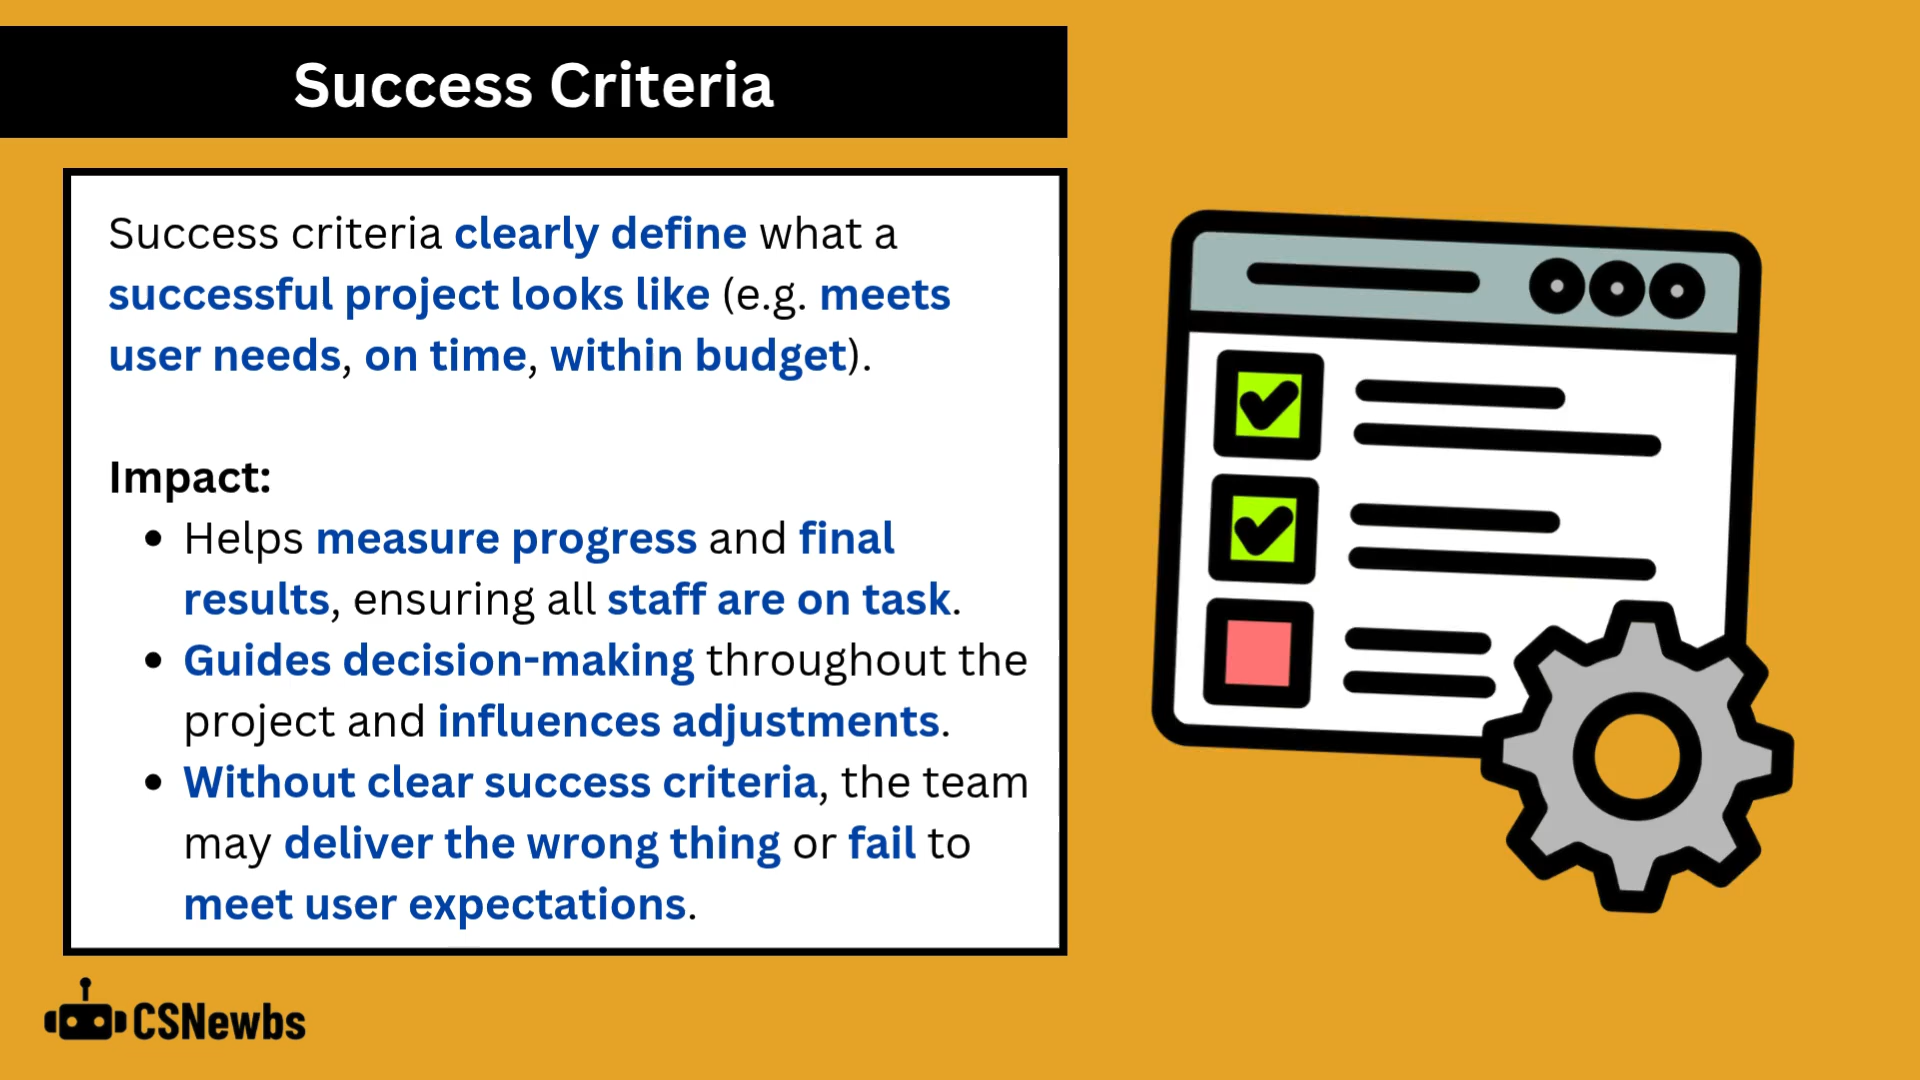 Success Criteria
Success criteria clearly define what a
successful project looks like (e.g. meets
user needs, on time, within budget).
Impact:
• Helps measure progress and final
results, ensuring all staff are on task.
• Guides decision-making throughout the
project and influences adjustments.
• Without clear success criteria, the team
may deliver the wrong thing or fail to
meet user expectations.
CSNewbs